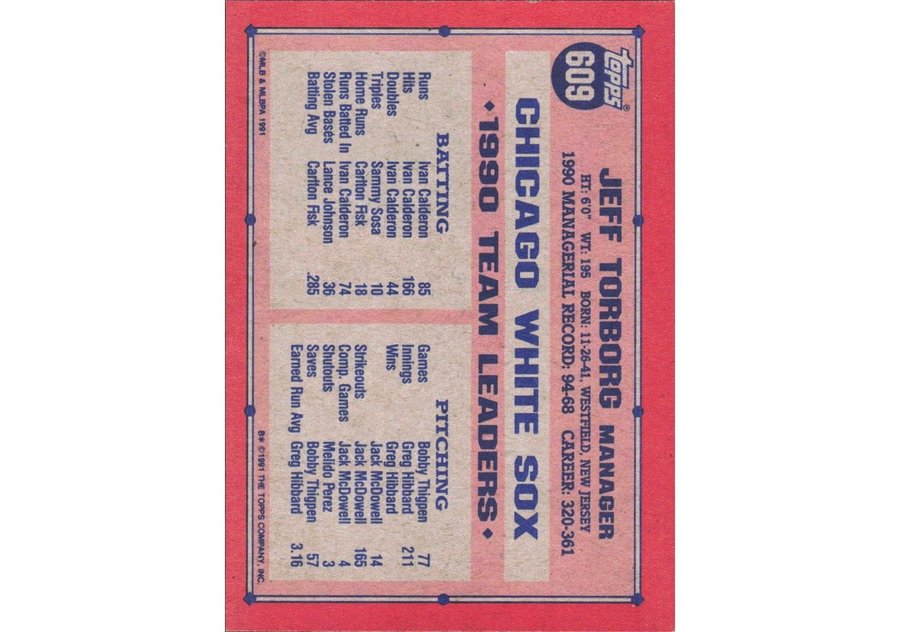 topps®
609
JEFF TORBORG MANAGER
HT: 6'0" WT: 195 BORN: 11-26-41, WESTFIELD, NEW JERSEY
1990 MANAGERIAL RECORD: 94-68 CAREER: 320-361
CHICAGO WHITE SOX
♦1990 TEAM LEADERS♦
BATTING
Runs Ivan Calderon 85
Hits Ivan Calderon 166
Doubles Ivan Calderon 44
Triples Sammy Sosa 10
Home Runs Carlton Fisk 18
Runs Batted In Ivan Calderon 74
Stolen Bases Lance Johnson 36
Batting Avg Carlton Fisk .285
PITCHING
Games Bobby Thigpen 77
Innings Greg Hibbard 211
Wins Greg Hibbard
Jack McDowell 14
Strikeouts Jack McDowell 165
Comp. Games Jack McDowell 4
Shutouts Melido Perez 3
Saves Bobby Thigpen 57
Earned Run Avg Greg Hibbard 3.16
©MLB & MLBPA 1991
B* ©1991 THE TOPPS COMPANY, INC.